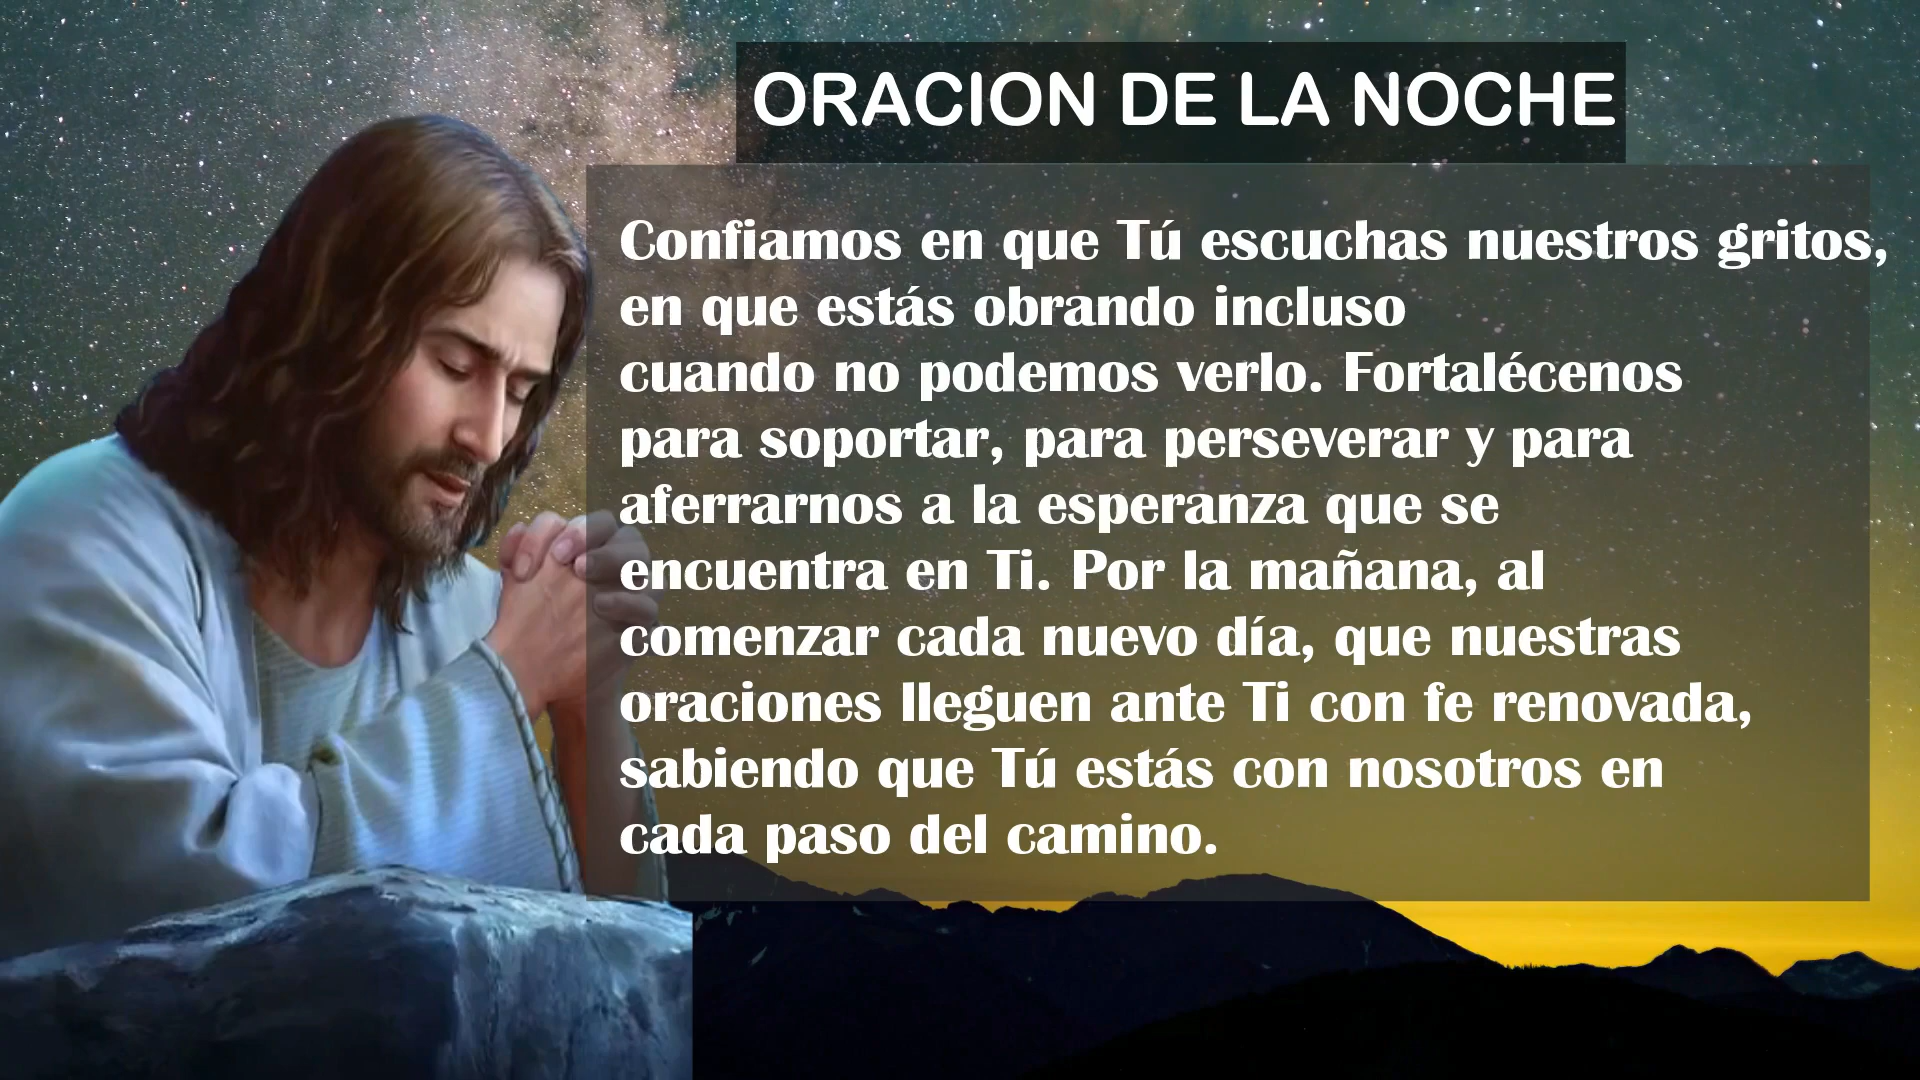 ORACION DE LA NOCHE
Confiamos en que Tú escuchas nuestros gritos,
en que estás obrando incluso
cuando no podemos verlo. Fortalécenos
para soportar, para perseverar y para
aferrarnos a la esperanza que se
encuentra en Ti. Por la mañana, al
comenzar cada nuevo día, que nuestras
oraciones lleguen ante Ti con fe renovada,
sabiendo que Tú estás con nosotros en
cada paso del camino.